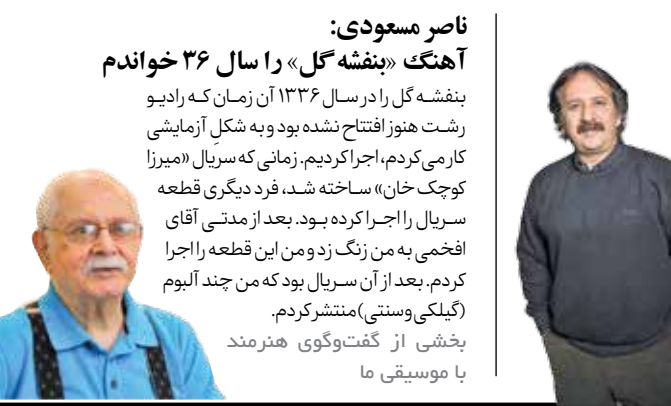 ناصر مسعودی:
آهنگ «بنفشه گل» را سال ۳۶ خواندم
بنفشه گل را در سال ۱۳۳۶ آن زمان که رادیو
رشت هنوز افتتاح نشده بود و به شکلِ آزمایشی
کار می‌کردم، اجرا کردیم. زمانی که سریال «میرزا
کوچک خان» ساخته شد، فرد دیگری قطعه
سریال را اجرا کرده بود. بعد از مدتی آقای
افخمی به من زنگ زد و من این قطعه را اجرا
کردم. بعد از آن سریال بود که من چند آلبوم
(گیلکی و سنتی) منتشر کردم.
بخشی از گفت‌وگوی هنرمند
با موسیقی ما